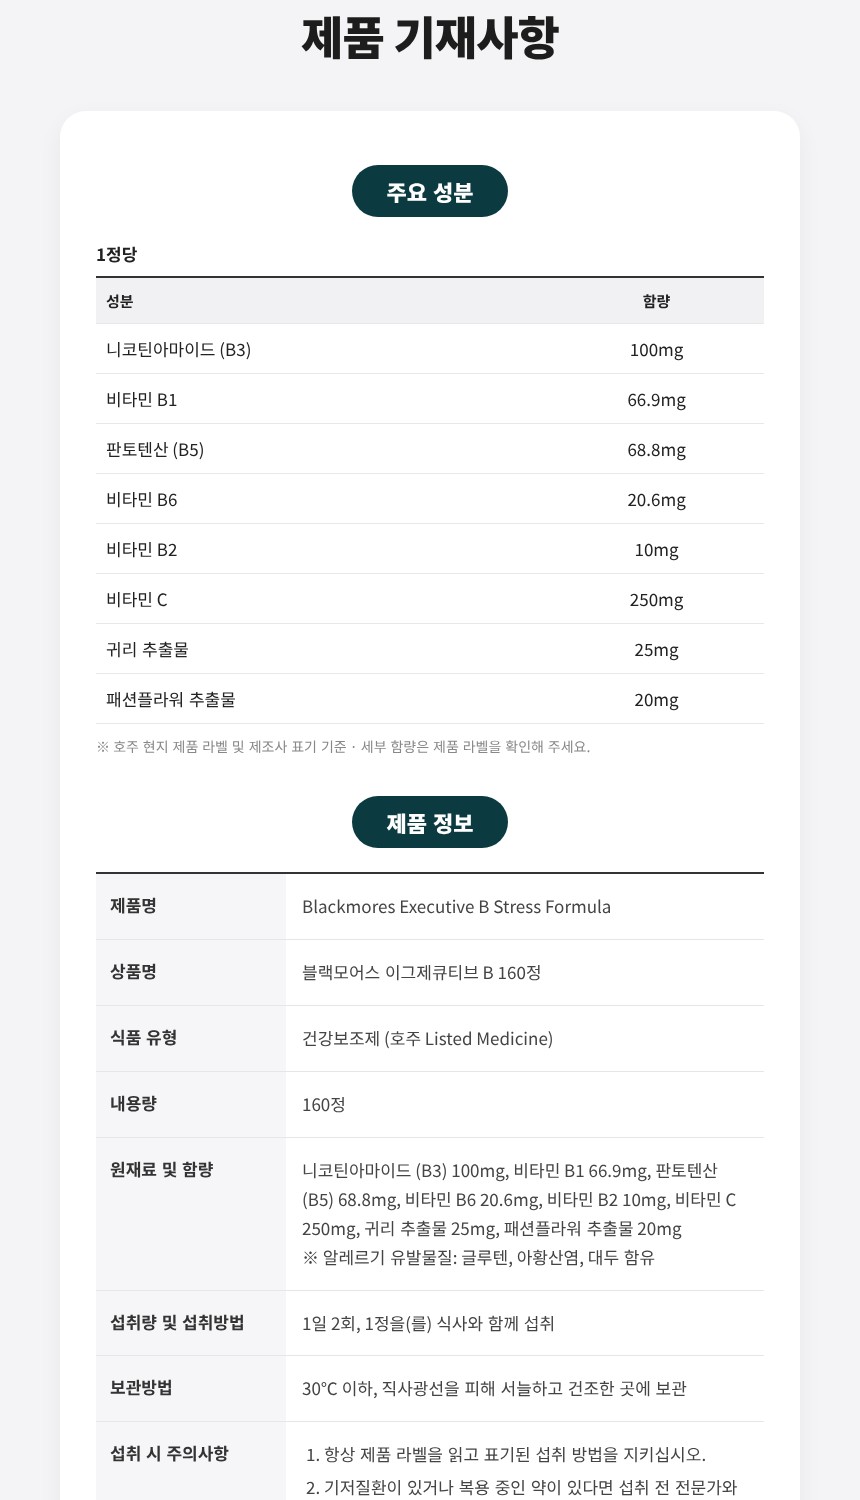 제품 기재사항
주요 성분
1정당
성분 함량
니코틴아마이드 (B3) 100mg
비타민 B1 66.9mg
판토텐산 (B5) 68.8mg
비타민 B6 20.6mg
비타민 B2 10mg
비타민 C 250mg
귀리 추출물 25mg
패션플라워 추출물 20mg
※ 호주 현지 제품 라벨 및 제조사 표기 기준 · 세부 함량은 제품 라벨을 확인해 주세요.
제품 정보
제품명 Blackmores Executive B Stress Formula
상품명 블랙모어스 이그제큐티브 B 160정
식품 유형 건강보조제 (호주 Listed Medicine)
내용량 160정
원재료 및 함량 니코틴아마이드 (B3) 100mg, 비타민 B1 66.9mg, 판토텐산
(B5) 68.8mg, 비타민 B6 20.6mg, 비타민 B2 10mg, 비타민 C
250mg, 귀리 추출물 25mg, 패션플라워 추출물 20mg
※ 알레르기 유발물질: 글루텐, 아황산염, 대두 함유
섭취량 및 섭취방법 1일 2회, 1정을(를) 식사와 함께 섭취
보관방법 30°C 이하, 직사광선을 피해 서늘하고 건조한 곳에 보관
섭취 시 주의사항 1. 항상 제품 라벨을 읽고 표기된 섭취 방법을 지키십시오.
2. 기저질환이 있거나 복용 중인 약이 있다면 섭취 전 전문가와